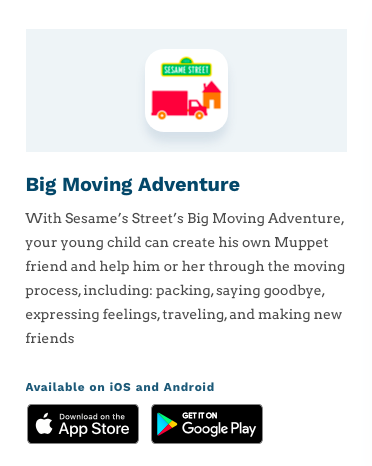 SESAME STREET
Big Moving Adventure
With Sesame’s Street’s Big Moving Adventure,
your young child can create his own Muppet
friend and help him or her through the moving
process, including: packing, saying goodbye,
expressing feelings, traveling, and making new
friends
Available on iOS and Android
Download on the
App Store
GET IT ON
Google Play